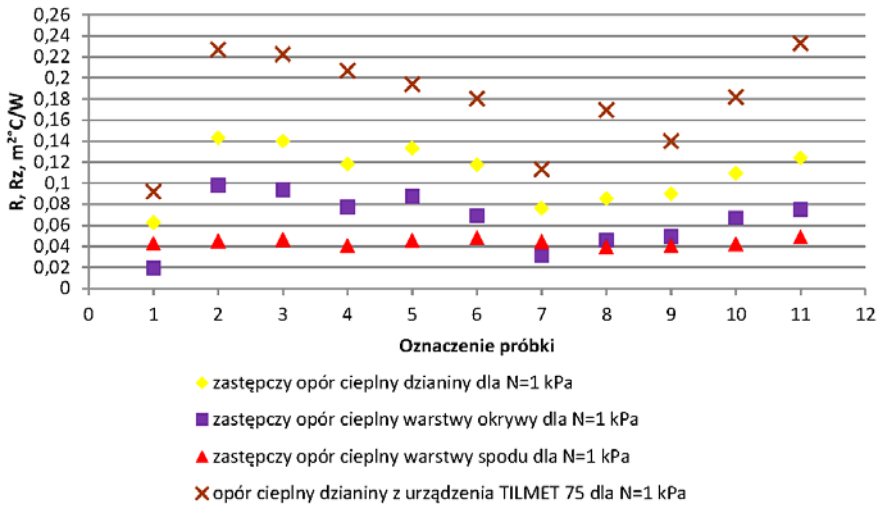 0,26
0,24
0,22
0,2
0,18
0,16
0,14
0,12
0,1
0,08
0,06
0,04
0,02
0
R, Rz, m²°C/W
0 1 2 3 4 5 6 7 8 9 10 11 12
Oznaczenie próbki
zastępczy opór cieplny dzianiny dla N=1 kPa
zastępczy opór cieplny warstwy okrywy dla N=1 kPa
zastępczy opór cieplny warstwy spodu dla N=1 kPa
opór cieplny dzianiny z urządzenia TILMET 75 dla N=1 kPa